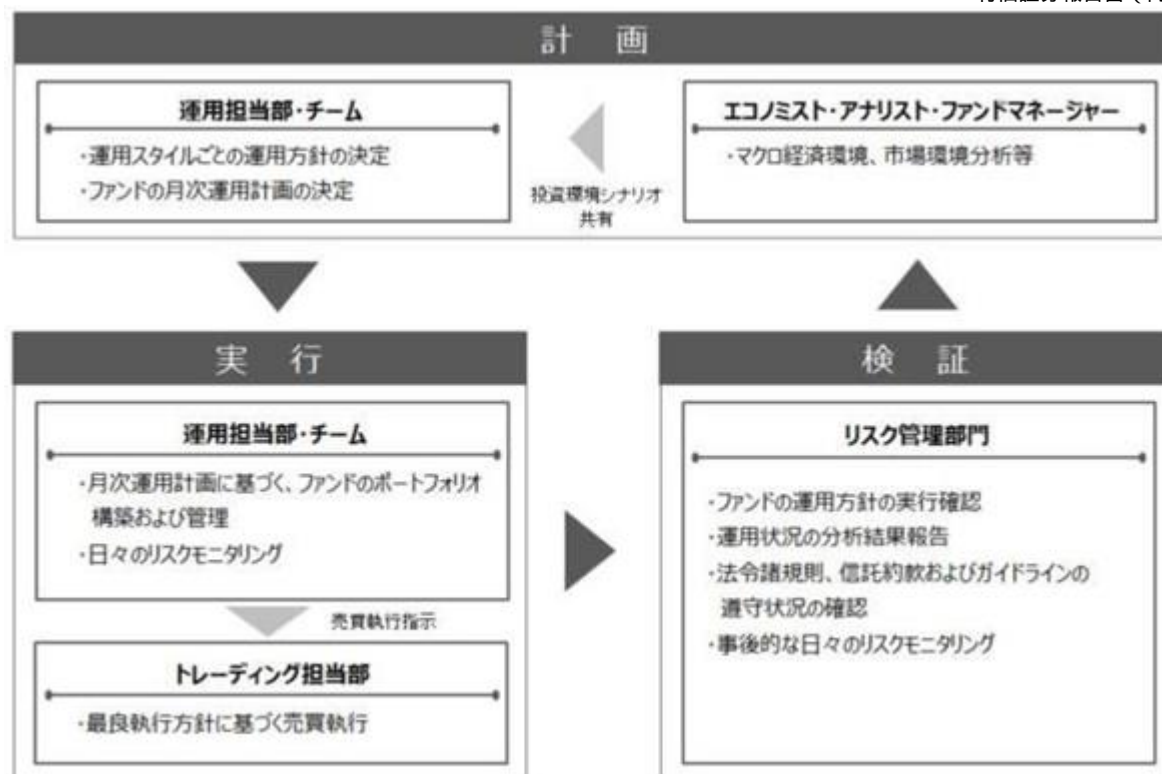 計 画
運用担当部・チーム
・運用スタイルごとの運用方針の決定
・ファンドの月次運用計画の決定
投資環境シナリオ
共有
エコノミスト・アナリスト・ファンドマネージャー
・マクロ経済環境、市場環境分析等
実 行
運用担当部・チーム
・月次運用計画に基づく、ファンドのポートフォリオ
構築および管理
・日々のリスクモニタリング
売買執行指示
トレーディング担当部
・最良執行方針に基づく売買執行
検 証
リスク管理部門
・ファンドの運用方針の実行確認
・運用状況の分析結果報告
・法令諸規則、信託約款およびガイドラインの
遵守状況の確認
・事後的な日々のリスクモニタリング